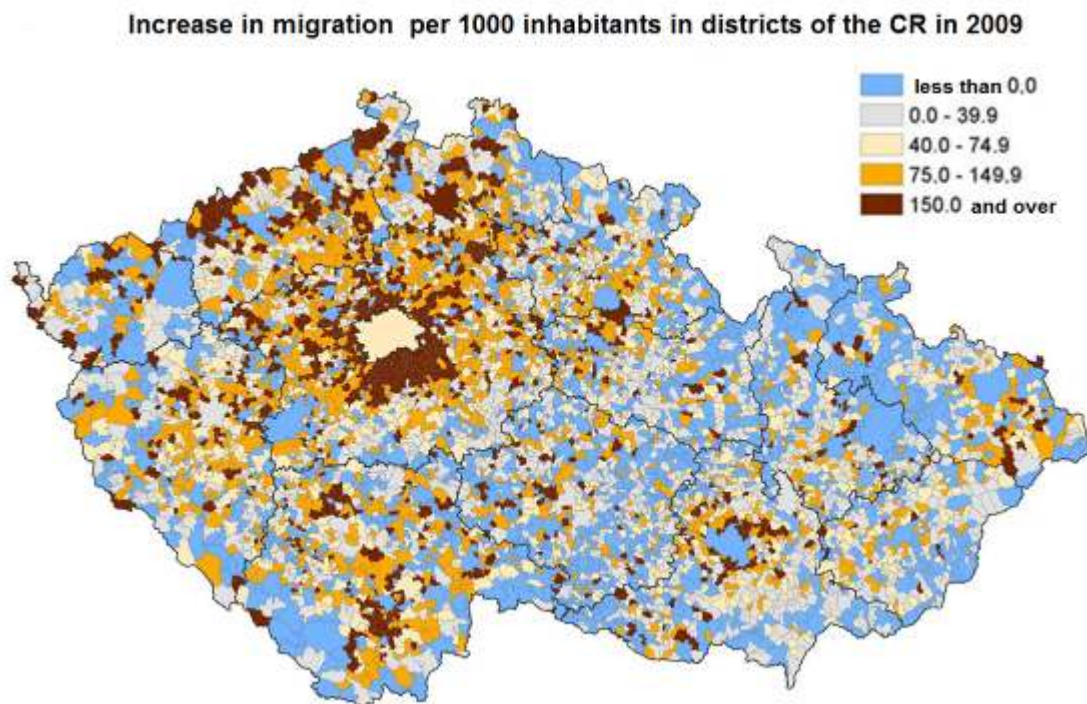 Increase in migration per 1000 inhabitants in districts of the CR in 2009
less than 0,0
0.0 - 39.9
40.0 - 74.9
75.0 - 149.9
150.0 and over